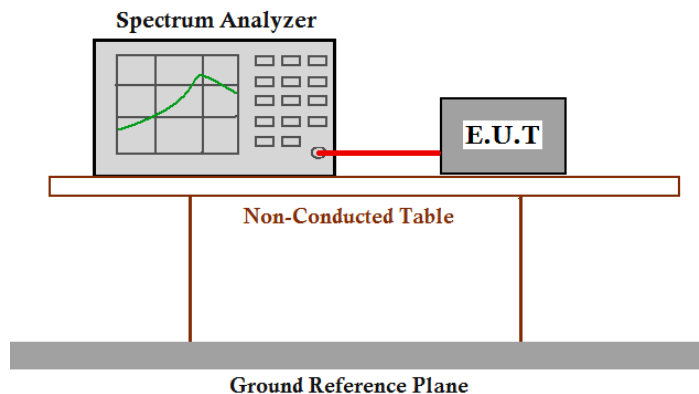 Spectrum Analyzer
E.U.T
Non-Conducted Table
Ground Reference Plane